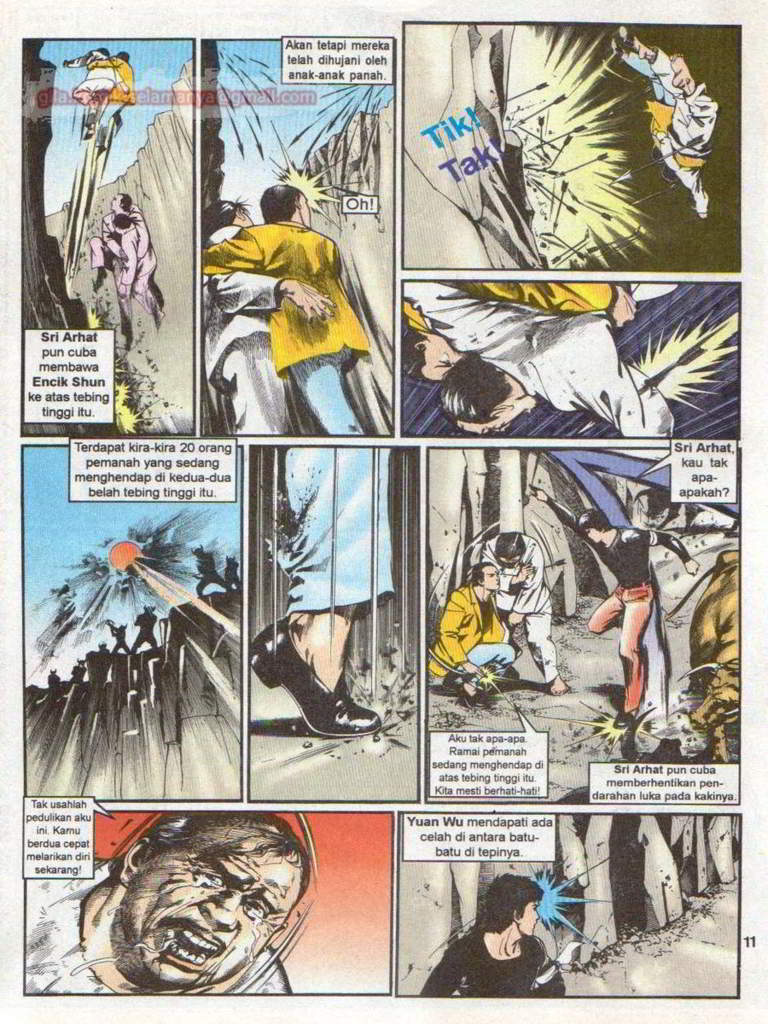 Sri Arhat
pun cuba
membawa
Encik Shun
ke atas tebing
tinggi itu.
Akan tetapi mereka
telah dihujani oleh
anak-anak panah.
Oh!
Tik!
Tak!
Terdapat kira-kira 20 orang
pemanah yang sedang
menghendap di kedua-dua
belah tebing tinggi itu.
Sri Arhat,
kau tak
apa-
apakah?
Aku tak apa-apa.
Ramai pemanah
sedang menghendap di
atas tebing tinggi itu.
Kita mesti berhati-hati!
Sri Arhat pun cuba
memberhentikan pen-
darahan luka pada kakinya.
Tak usahlah
pedulikan aku
ini. Kamu
berdua cepat
melarikan diri
sekarang!
Yuan Wu mendapati ada
celah di antara batu-
batu di tepinya.
11